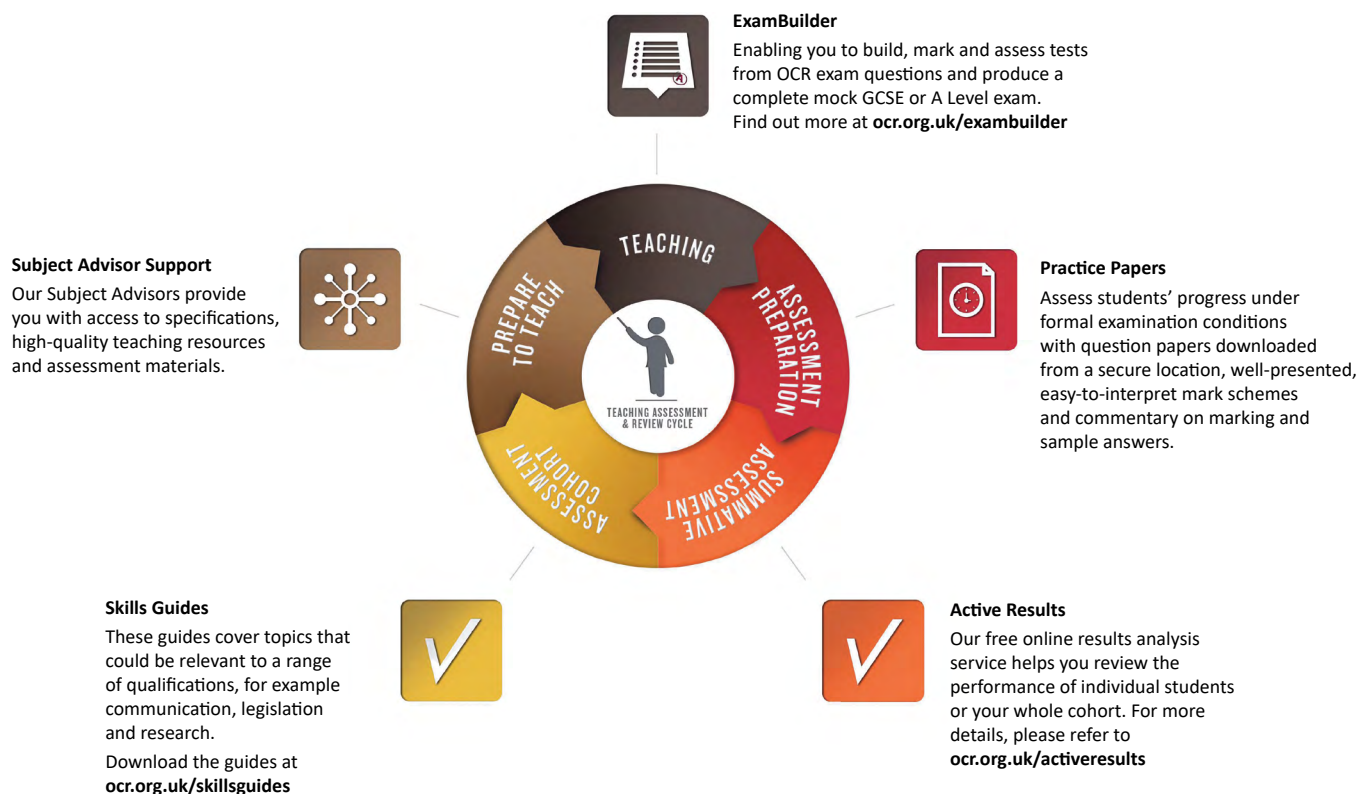 ExamBuilder
Enabling you to build, mark and assess tests
from OCR exam questions and produce a
complete mock GCSE or A Level exam.
Find out more at ocr.org.uk/exambuilder
Subject Advisor Support
Our Subject Advisors provide
you with access to specifications,
high-quality teaching resources
and assessment materials.
Practice Papers
Assess students’ progress under
formal examination conditions
with question papers downloaded
from a secure location, well-presented,
easy-to-interpret mark schemes
and commentary on marking and
sample answers.
TEACHING
ASSESSMENT
PREPARATION
SUMMATIVE
ASSESSMENT
ASSESSMENT
COHORT
PREPARE
TO TEACH
TEACHING ASSESSMENT
& REVIEW CYCLE
A
Skills Guides
These guides cover topics that
could be relevant to a range
of qualifications, for example
communication, legislation
and research.
Download the guides at
ocr.org.uk/skillsguides
Active Results
Our free online results analysis
service helps you review the
performance of individual students
or your whole cohort. For more
details, please refer to
ocr.org.uk/activeresults